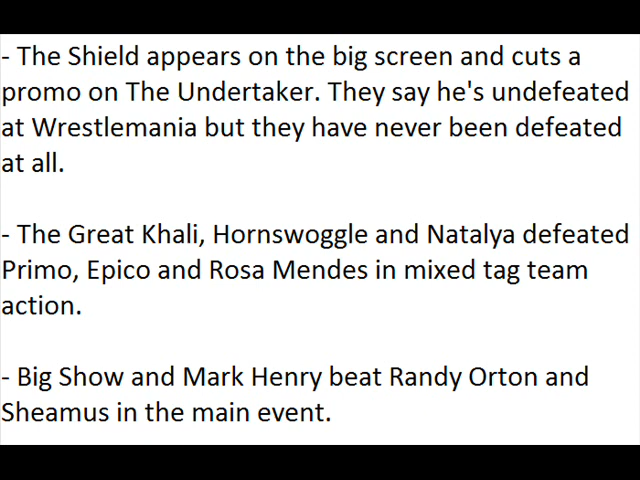 - The Shield appears on the big screen and cuts a
promo on The Undertaker. They say he's undefeated
at Wrestlemania but they have never been defeated
at all.
- The Great Khali, Hornswoggle and Natalya defeated
Primo, Epico and Rosa Mendes in mixed tag team
action.
- Big Show and Mark Henry beat Randy Orton and
Sheamus in the main event.